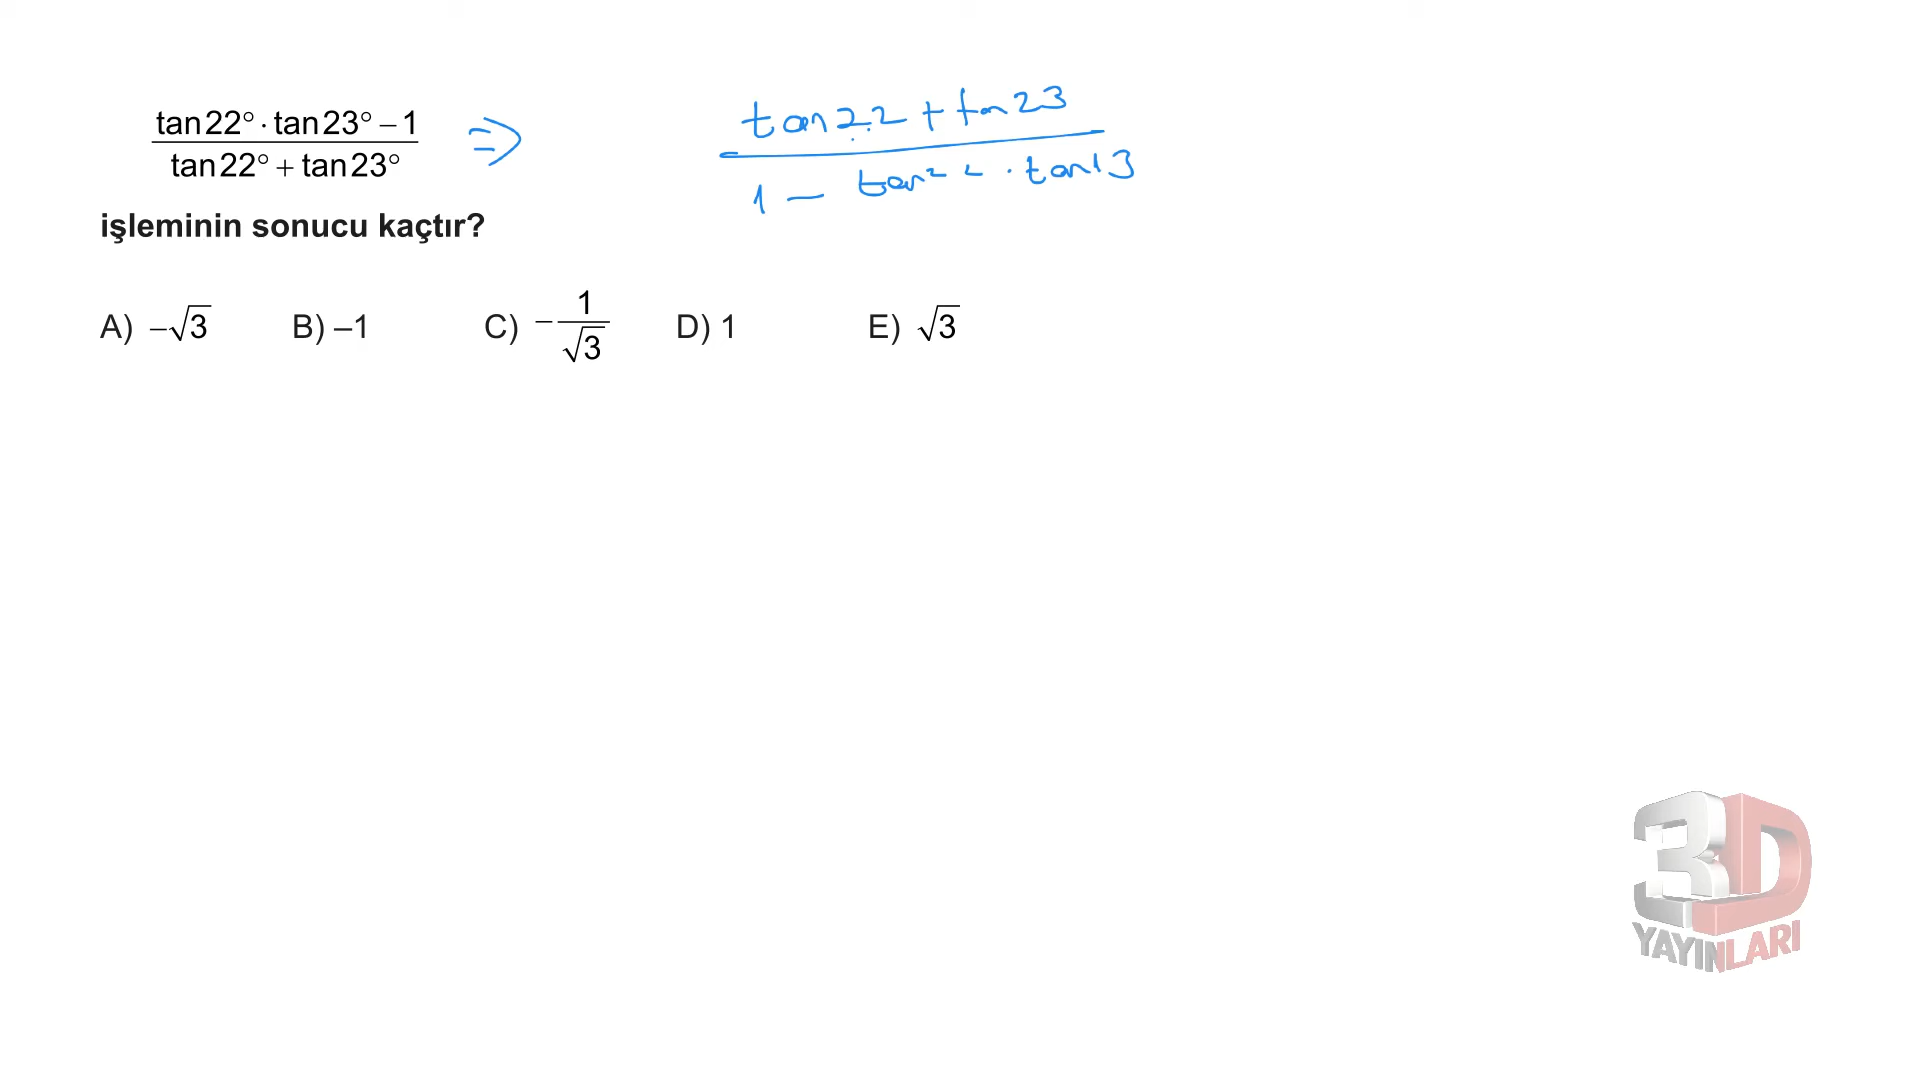 tan22° · tan23° − 1 ⇒ tan22 + tan23
tan22° + tan23° 1 − tan22 · tan13
işleminin sonucu kaçtır?
A) −√3 B) –1 C) −1/√3 D) 1 E) √3
3D
YAYINLARI